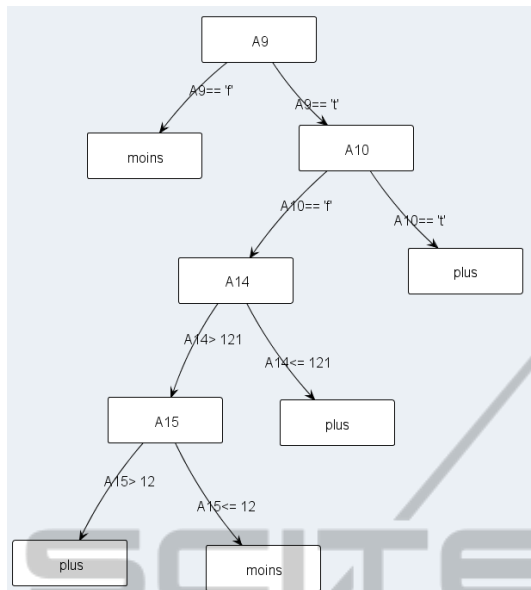 A9
A9== 'f'
A9== 't'
moins
A10
A10== 'f'
A10== 't'
A14
plus
A14> 121
A14<= 121
A15
plus
A15> 12
A15<= 12
plus
moins
SCITE